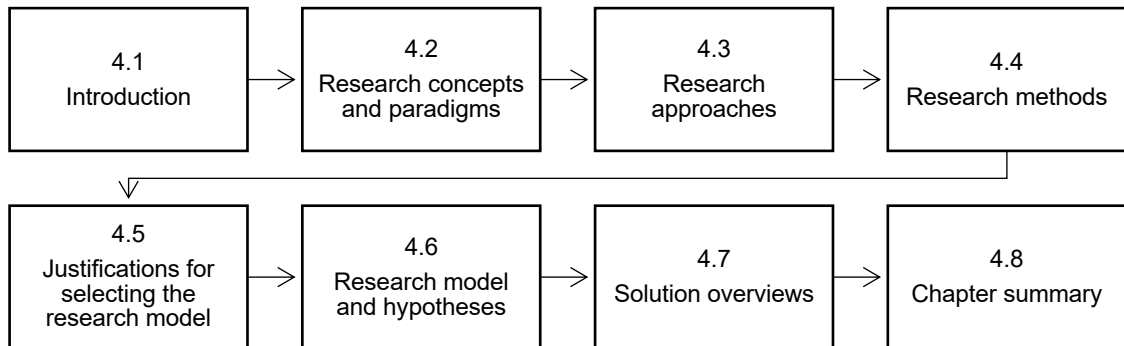 4.1
Introduction
4.2
Research concepts
and paradigms
4.3
Research
approaches
4.4
Research methods
4.5
Justifications for
selecting the
research model
4.6
Research model
and hypotheses
4.7
Solution overviews
4.8
Chapter summary